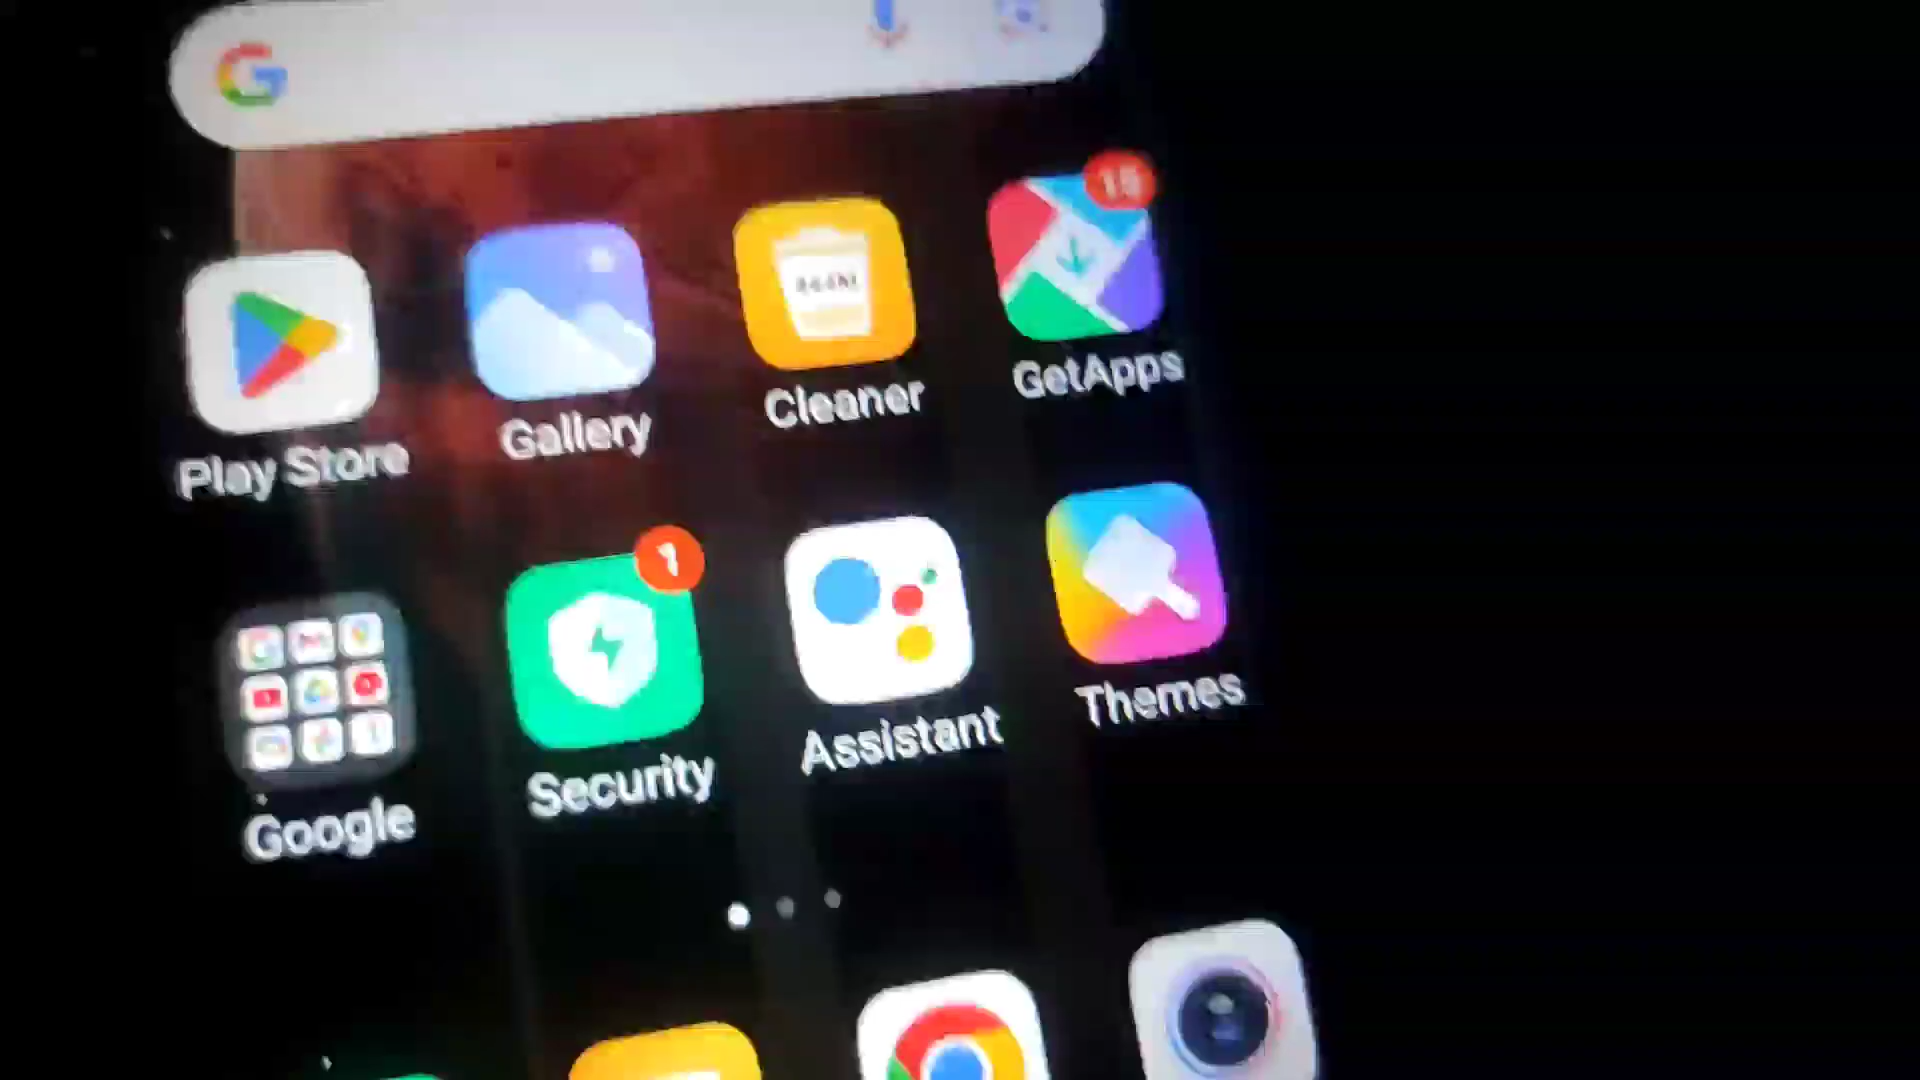 Play Store
Gallery
Cleaner
GetApps
Google
Security
Assistant
Themes